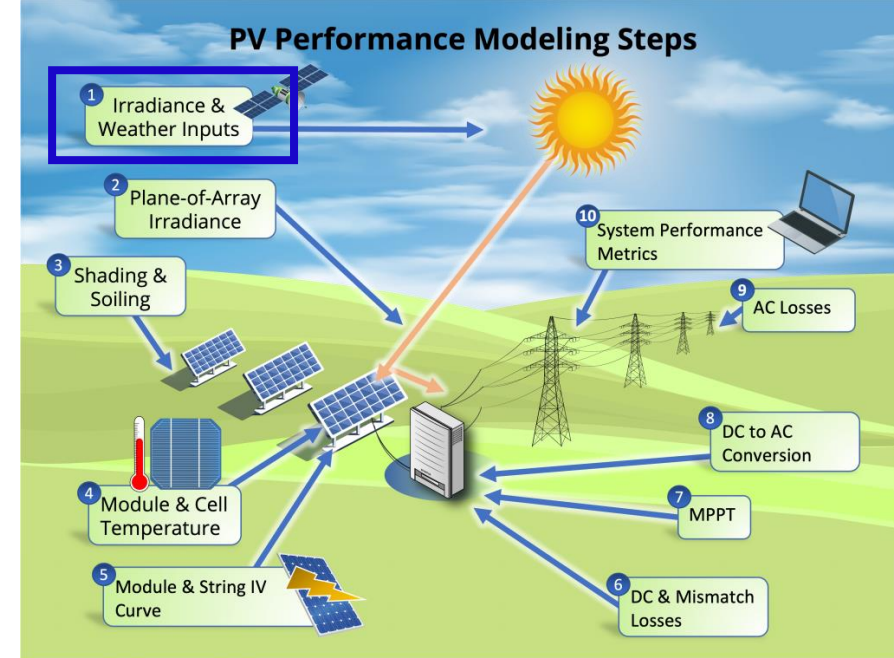 PV Performance Modeling Steps
1
Irradiance &
Weather Inputs
2
Plane-of-Array
Irradiance
3
Shading &
Soiling
4
Module & Cell
Temperature
5
Module & String IV
Curve
6
DC & Mismatch
Losses
7
MPPT
8
DC to AC
Conversion
9
AC Losses
10
System Performance
Metrics